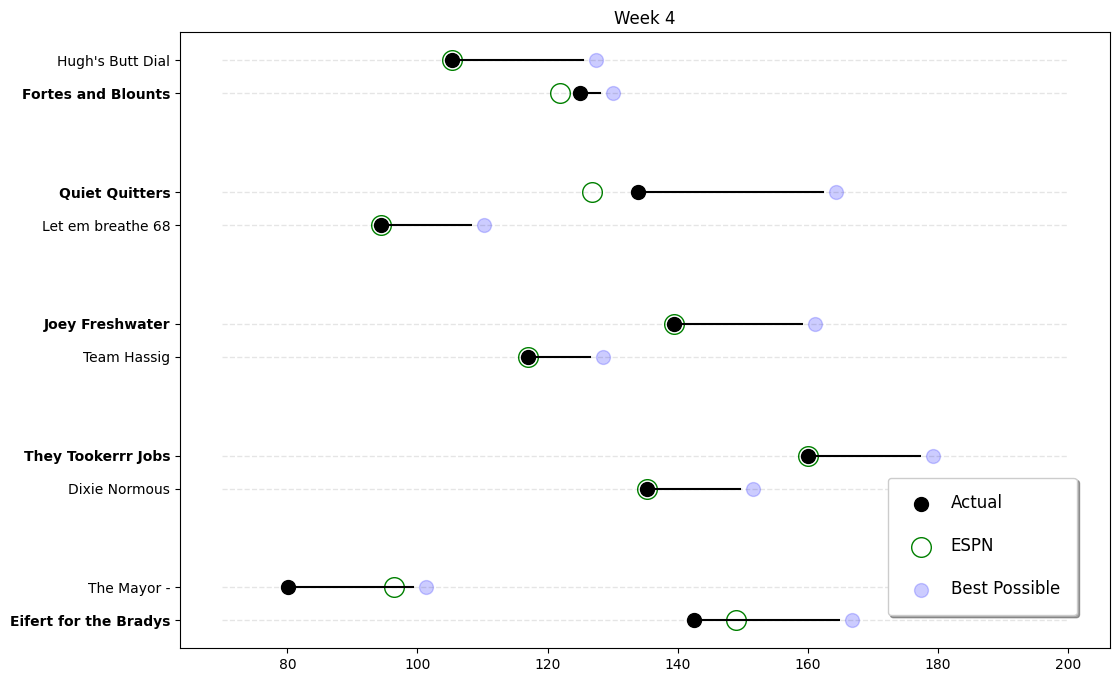 Week 4
Hugh's Butt Dial
Fortes and Blounts
Quiet Quitters
Let em breathe 68
Joey Freshwater
Team Hassig
They Tookerrr Jobs
Dixie Normous
The Mayor -
Eifert for the Bradys
Actual
ESPN
Best Possible
80 100 120 140 160 180 200